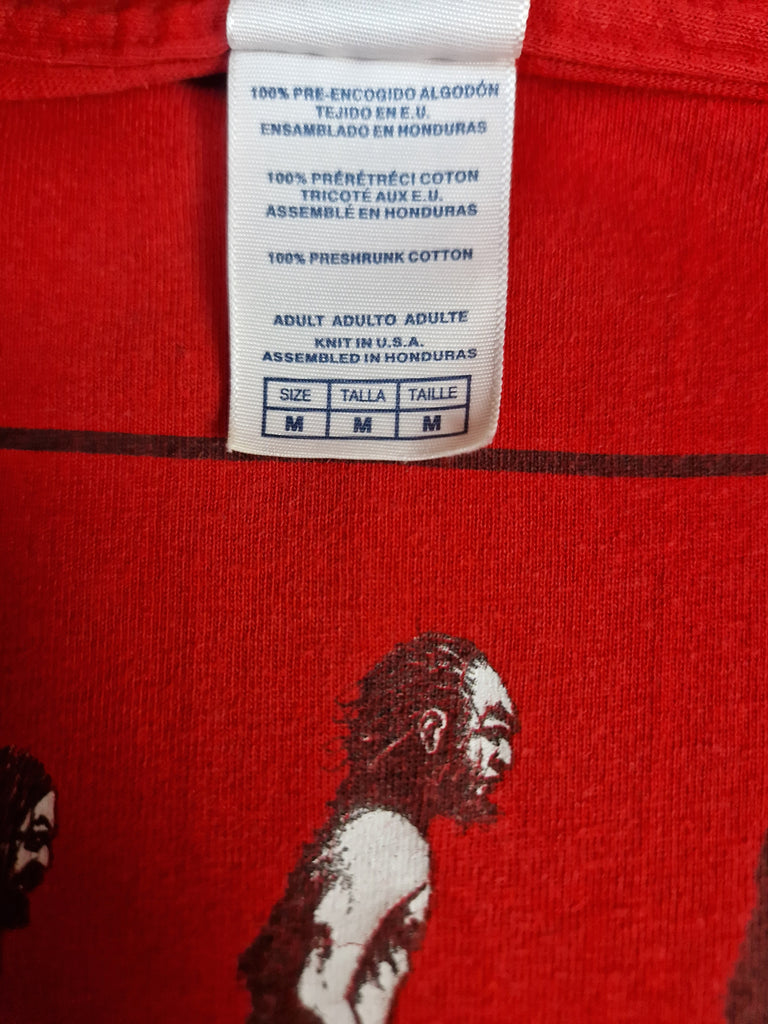 100% PRE-ENCOGIDO ALGODÓN
TEJIDO EN E.U.
ENSAMBLADO EN HONDURAS
100% PRÉRÉTRÉCI COTON
TRICOTÉ AUX E.U.
ASSEMBLÉ EN HONDURAS
100% PRESHRUNK COTTON
ADULT ADULTO ADULTE
KNIT IN U.S.A.
ASSEMBLED IN HONDURAS
SIZE TALLA TAILLE
M M M